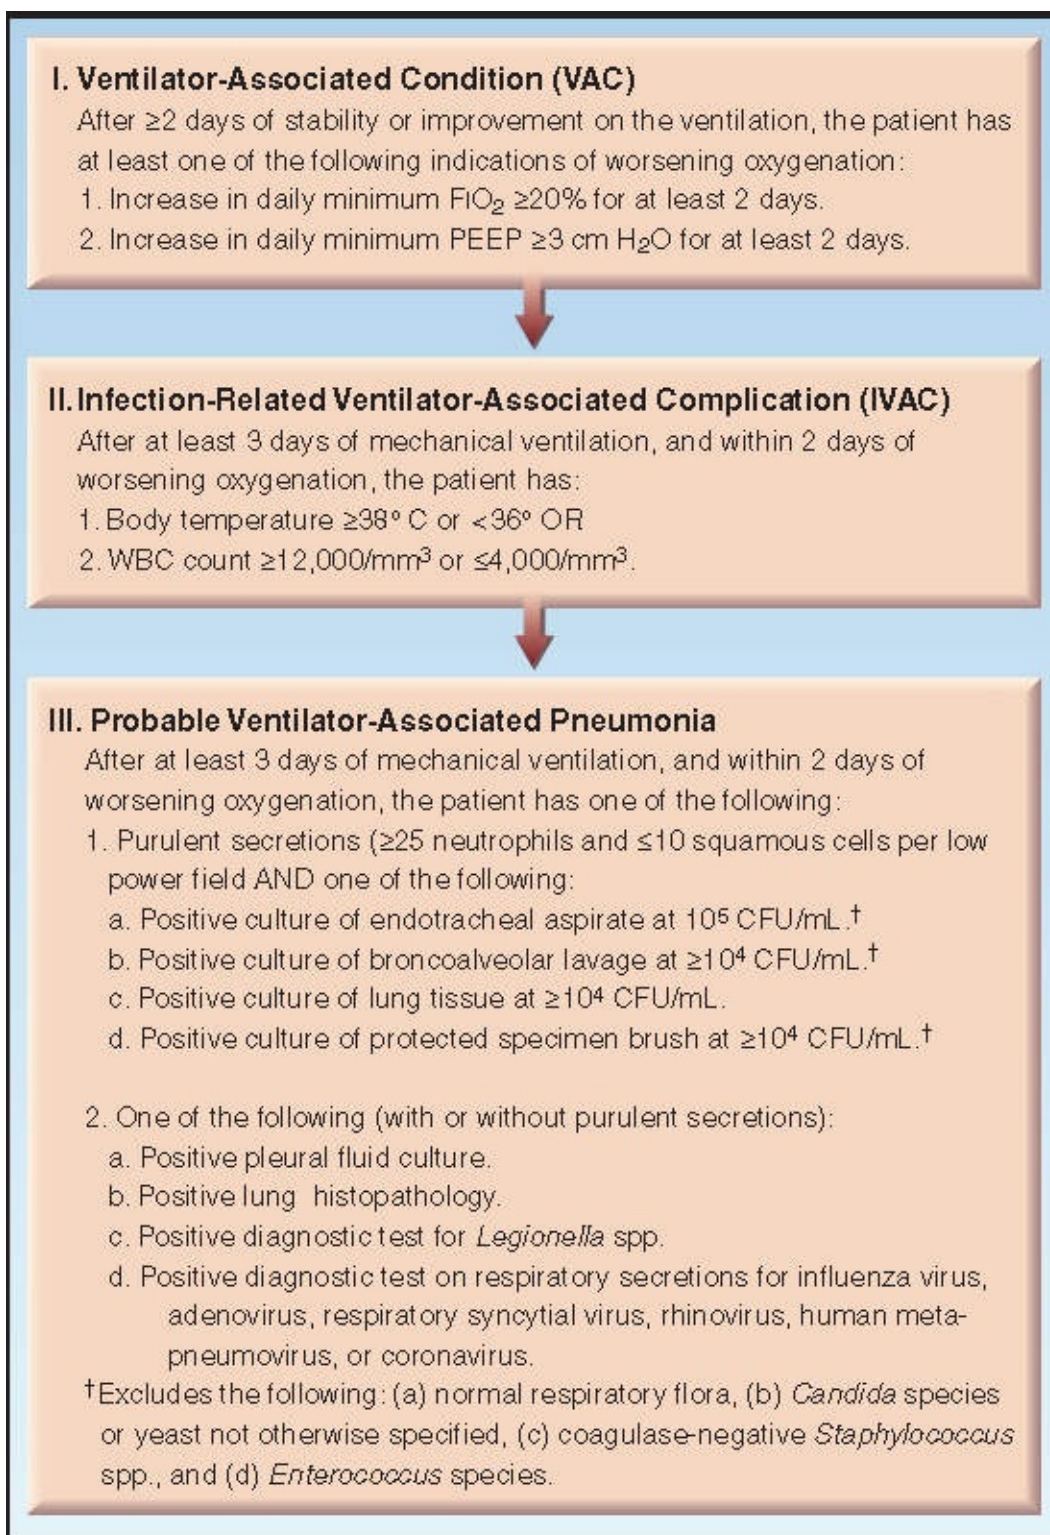 I. Ventilator-Associated Condition (VAC)
After ≥2 days of stability or improvement on the ventilation, the patient has
at least one of the following indications of worsening oxygenation:
1. Increase in daily minimum FiO₂ ≥20% for at least 2 days.
2. Increase in daily minimum PEEP ≥3 cm H₂O for at least 2 days.
II. Infection-Related Ventilator-Associated Complication (IVAC)
After at least 3 days of mechanical ventilation, and within 2 days of
worsening oxygenation, the patient has:
1. Body temperature ≥38° C or <36° OR
2. WBC count ≥12,000/mm³ or ≤4,000/mm³.
III. Probable Ventilator-Associated Pneumonia
After at least 3 days of mechanical ventilation, and within 2 days of
worsening oxygenation, the patient has one of the following:
1. Purulent secretions (≥25 neutrophils and ≤10 squamous cells per low
power field AND one of the following:
a. Positive culture of endotracheal aspirate at 10⁵ CFU/mL.†
b. Positive culture of broncoalveolar lavage at ≥10⁴ CFU/mL.†
c. Positive culture of lung tissue at ≥10⁴ CFU/mL.
d. Positive culture of protected specimen brush at ≥10⁴ CFU/mL.†
2. One of the following (with or without purulent secretions):
a. Positive pleural fluid culture.
b. Positive lung histopathology.
c. Positive diagnostic test for Legionella spp.
d. Positive diagnostic test on respiratory secretions for influenza virus,
adenovirus, respiratory syncytial virus, rhinovirus, human meta-
pneumovirus, or coronavirus.
†Excludes the following: (a) normal respiratory flora, (b) Candida species
or yeast not otherwise specified, (c) coagulase-negative Staphylococcus
spp., and (d) Enterococcus species.